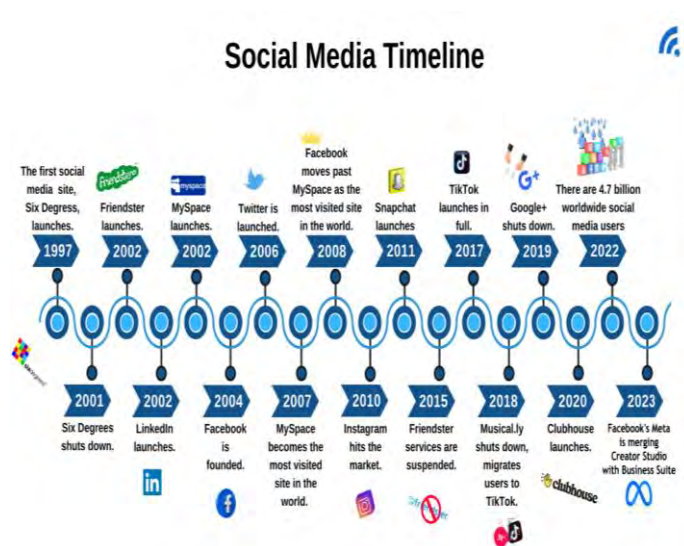 Social Media Timeline
The first social
media site,
Six Degress,
launches.
1997
friendster
Friendster
launches.
2002
myspace
MySpace
launches.
2002
Twitter is
launched.
2006
Facebook
moves past
MySpace as the
most visited site
in the world.
2008
Snapchat
launches
2011
TikTok
launches in
full.
2017
G+
Google+
shuts down.
2019
There are 4.7 billion
worldwide social
media users
2022
2001
Six Degrees
shuts down.
2002
LinkedIn
launches.
in
2004
Facebook
is
founded.
f
2007
MySpace
becomes the
most visited
site in the
world.
2010
Instagram
hits the
market.
2015
Friendster
services are
suspended.
friendster
2018
Musical.ly
shuts down,
migrates
users to
TikTok.
2020
Clubhouse
launches.
clubhouse
2023
Facebook's Meta
is merging
Creator Studio
with Business Suite